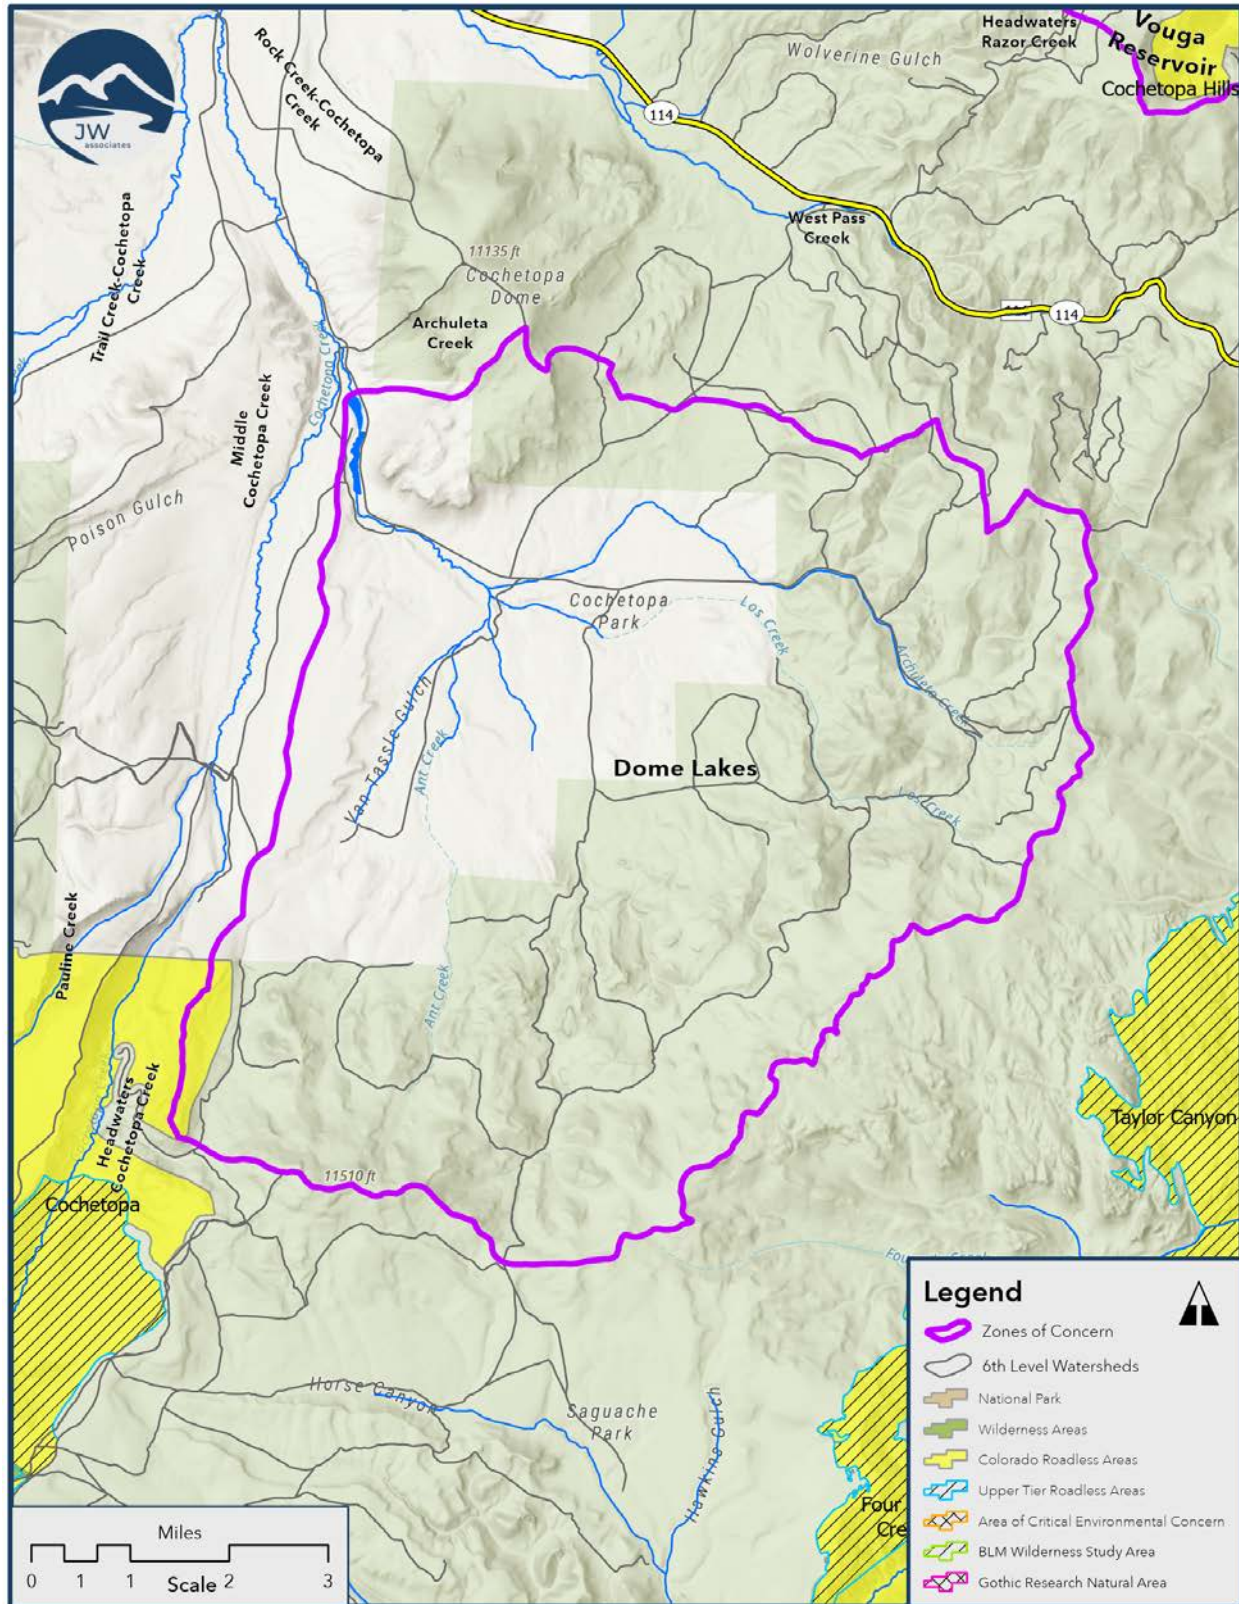 JW
associates
Rock Creek-Cochetopa
Creek
Wolverine Gulch
Headwaters
Razor Creek
Vouga
Reservoir
Cochetopa Hills
114
West Pass
Creek
114
Trail Creek-Cochetopa
Creek
11135 ft
Cochetopa
Dome
Archuleta
Creek
Cochetopa Creek
Middle
Cochetopa Creek
Poison Gulch
Cochetopa
Park
Los Creek
Archuleta Creek
Van Tassle Gulch
Ant Creek
Dome Lakes
Los Creek
Pauline Creek
Ant Creek
Headwaters
Cochetopa Creek
Taylor Canyon
Cochetopa
11510 ft
Horse Canyon
Saguache
Park
Hawkins Gulch
Four
Cre
Legend
Zones of Concern
6th Level Watersheds
National Park
Wilderness Areas
Colorado Roadless Areas
Upper Tier Roadless Areas
Area of Critical Environmental Concern
BLM Wilderness Study Area
Gothic Research Natural Area
Miles
0 1 1 2 3
Scale